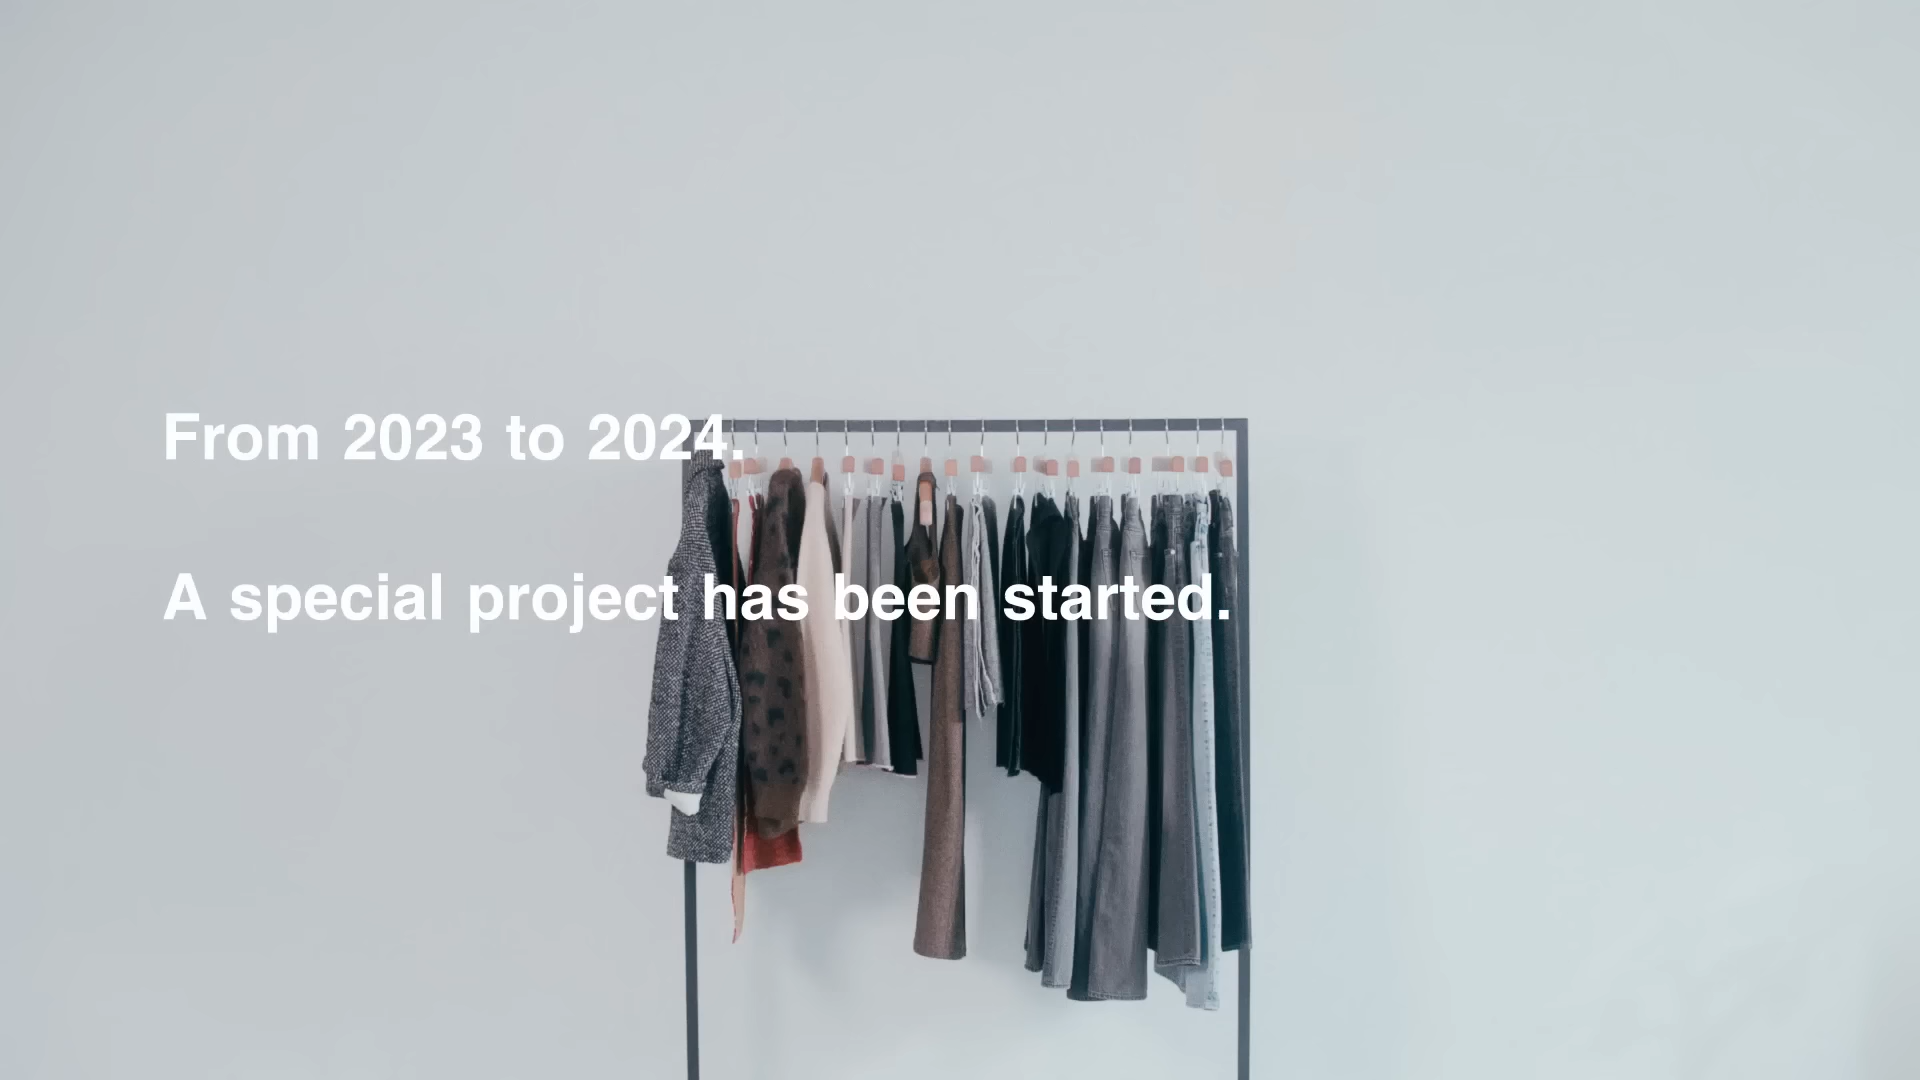 From 2023 to 2024.
A special project has been started.